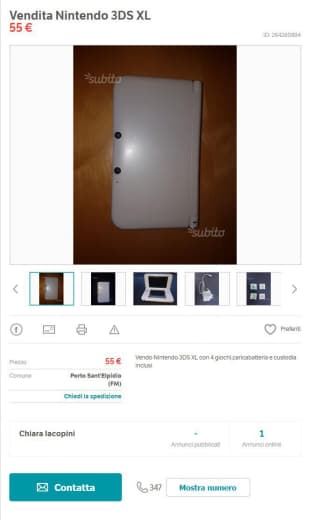 Vendita Nintendo 3DS XL
55 €
ID: 264260884
subito
subito
Preferiti
Prezzo 55 €
Vendo Nintendo 3DS XL con 4 giochi,caricabatteria e custodia
inclusi
Comune Porto Sant'Elpidio
(FM)
Chiedi la spedizione
Chiara Iacopini
-
Annunci pubblicati
1
Annunci online
Contatta
347
Mostra numero